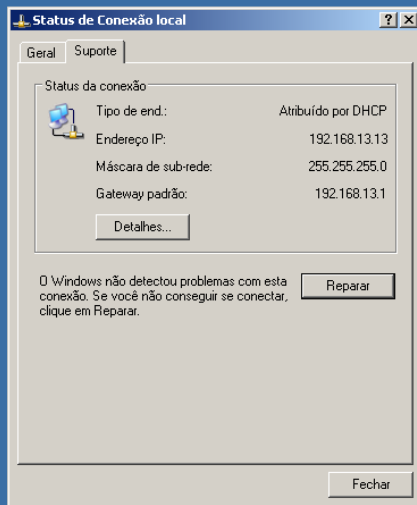 Status de Conexão local
Geral
Suporte
Status da conexão
Tipo de end.: Atribuído por DHCP
Endereço IP: 192.168.13.13
Máscara de sub-rede: 255.255.255.0
Gateway padrão: 192.168.13.1
Detalhes...
O Windows não detectou problemas com esta
conexão. Se você não conseguir se conectar,
clique em Reparar.
Reparar
Fechar